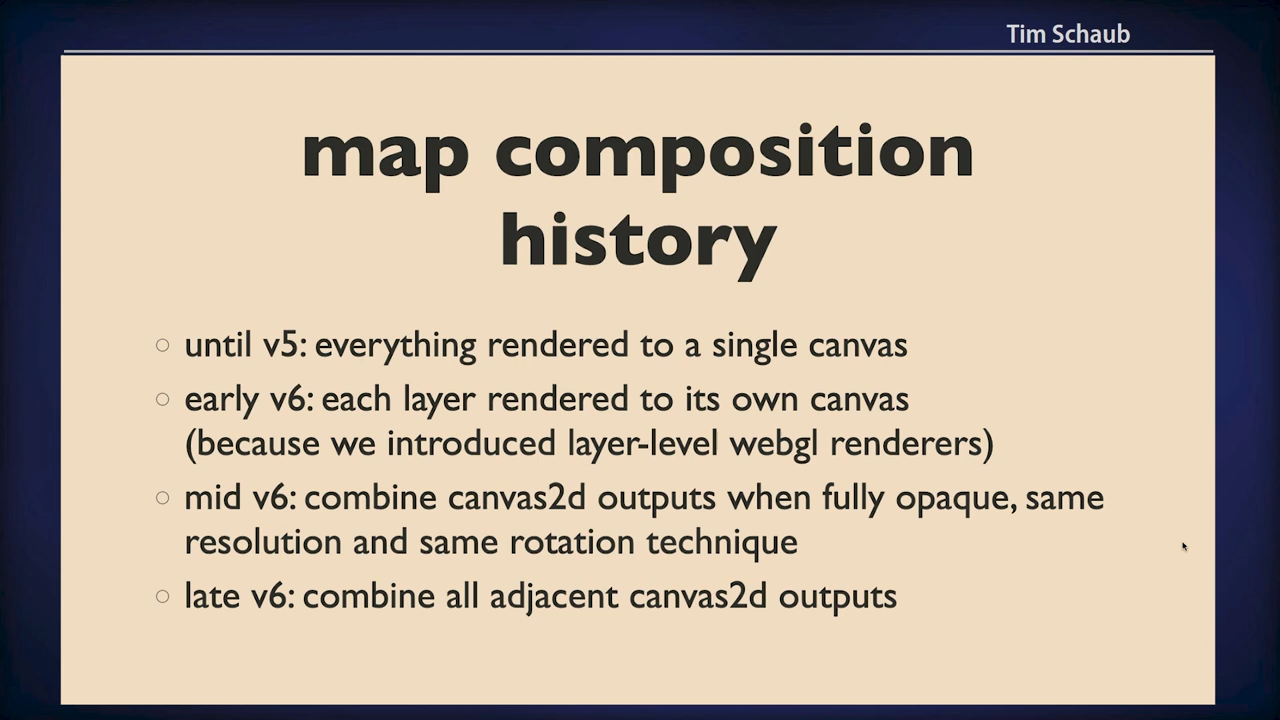 Tim Schaub
map composition
history
○ until v5: everything rendered to a single canvas
○ early v6: each layer rendered to its own canvas
(because we introduced layer-level webgl renderers)
○ mid v6: combine canvas2d outputs when fully opaque, same
resolution and same rotation technique
○ late v6: combine all adjacent canvas2d outputs